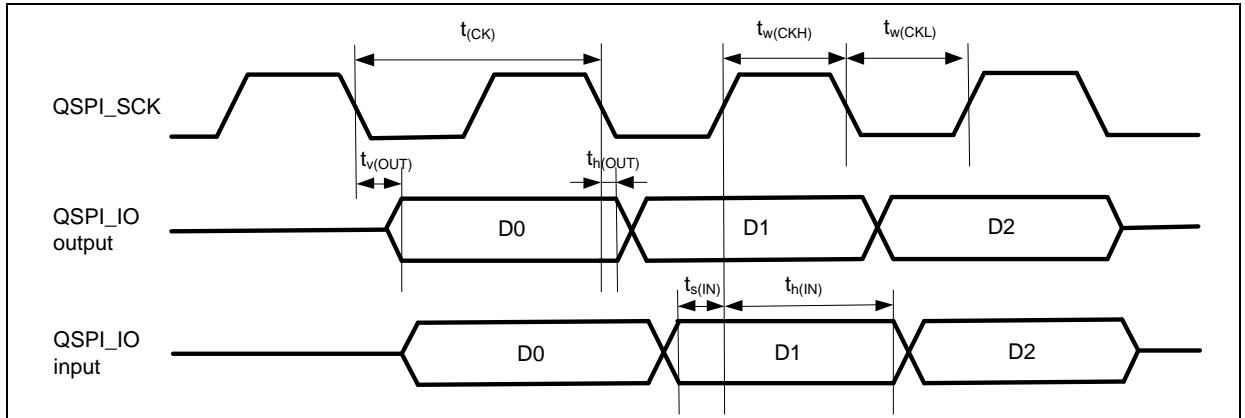 t(CK)
tw(CKH)
tw(CKL)
QSPI_SCK
tv(OUT)
th(OUT)
QSPI_IO
output
D0
D1
D2
ts(IN)
th(IN)
QSPI_IO
input
D0
D1
D2